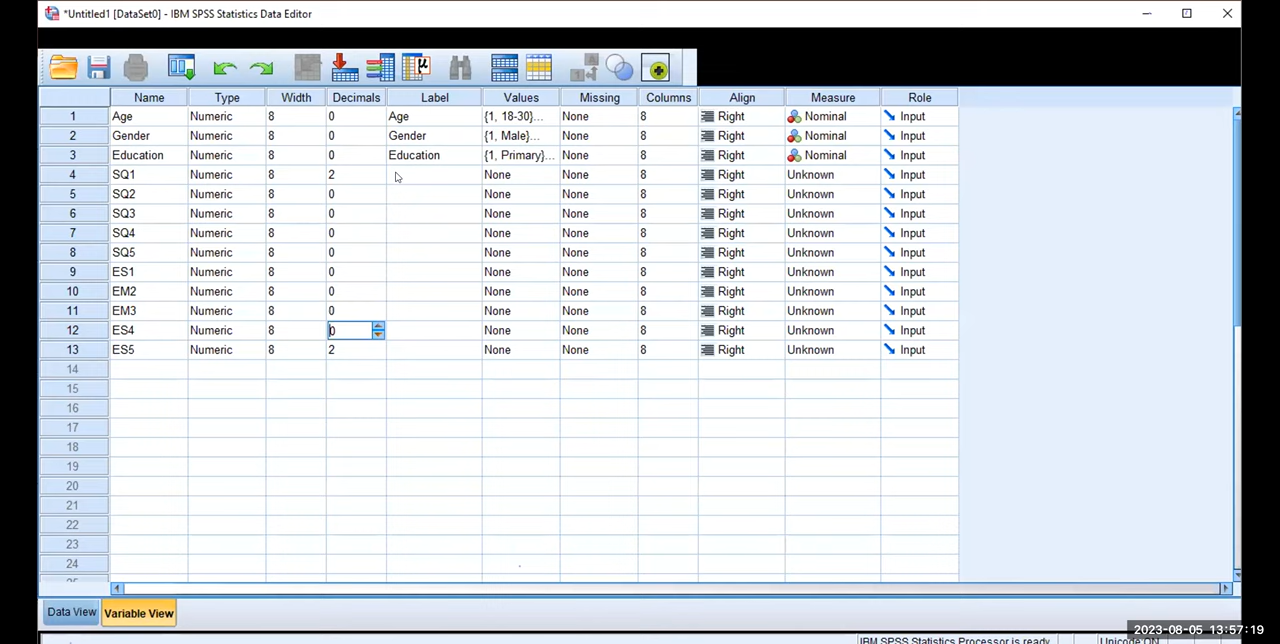 *Untitled1 [DataSet0] - IBM SPSS Statistics Data Editor
Name Type Width Decimals Label Values Missing Columns Align Measure Role
1 Age Numeric 8 0 Age {1, 18-30}... None 8 Right Nominal Input
2 Gender Numeric 8 0 Gender {1, Male}... None 8 Right Nominal Input
3 Education Numeric 8 0 Education {1, Primary}... None 8 Right Nominal Input
4 SQ1 Numeric 8 2 None None 8 Right Unknown Input
5 SQ2 Numeric 8 0 None None 8 Right Unknown Input
6 SQ3 Numeric 8 0 None None 8 Right Unknown Input
7 SQ4 Numeric 8 0 None None 8 Right Unknown Input
8 SQ5 Numeric 8 0 None None 8 Right Unknown Input
9 ES1 Numeric 8 0 None None 8 Right Unknown Input
10 EM2 Numeric 8 0 None None 8 Right Unknown Input
11 EM3 Numeric 8 0 None None 8 Right Unknown Input
12 ES4 Numeric 8 0 None None 8 Right Unknown Input
13 ES5 Numeric 8 2 None None 8 Right Unknown Input
14
15
16
17
18
19
20
21
22
23
24
Data View Variable View
2023-08-05 13:57:19
IBM SPSS Statistics Processor is ready Unicode:ON